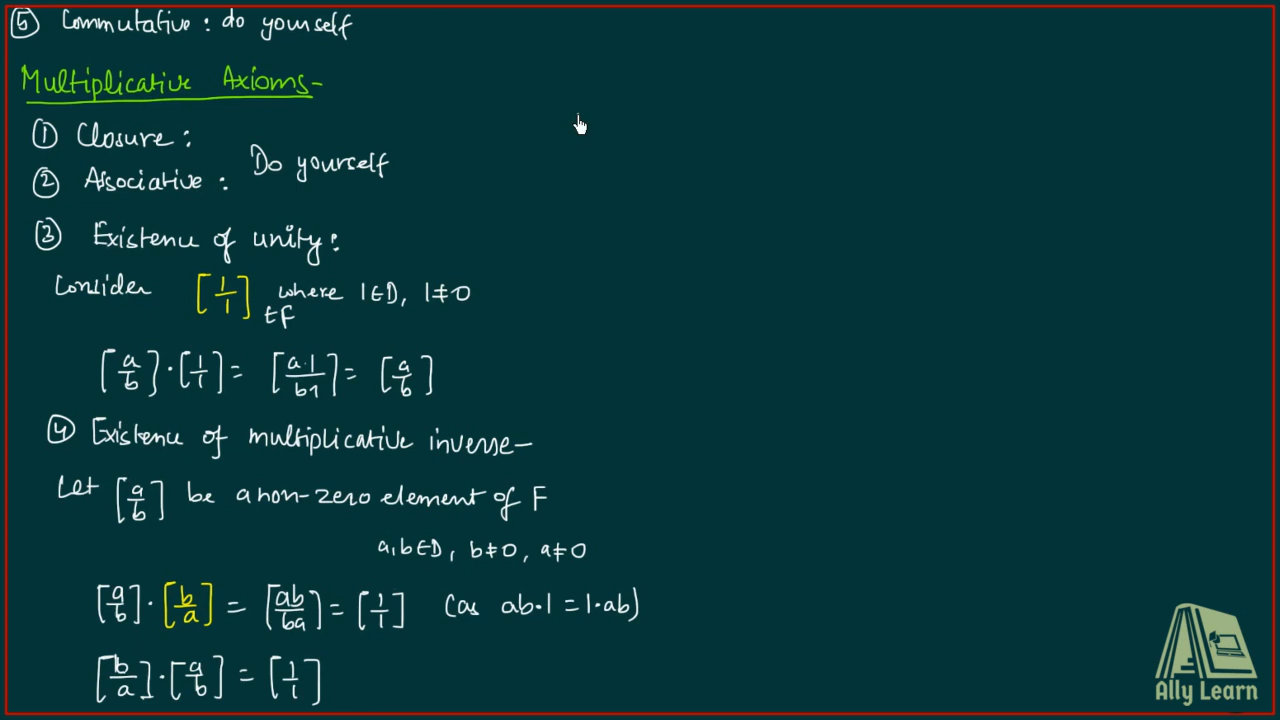 ⑤ Commutative : do yourself
Multiplicative Axioms-
① Closure :
② Associative : Do yourself
③ Existence of unity :
Consider [1/1] where 1∈D, 1≠0
∈F
[a/b]·[1/1] = [a·1/b1] = [a/b]
④ Existence of multiplicative inverse-
Let [a/b] be a non-zero element of F
a,b∈D, b≠0, a≠0
[a/b]·[b/a] = [ab/ba] = [1/1] (as ab·1 = 1·ab)
[b/a]·[a/b] = [1/1]
Ally Learn